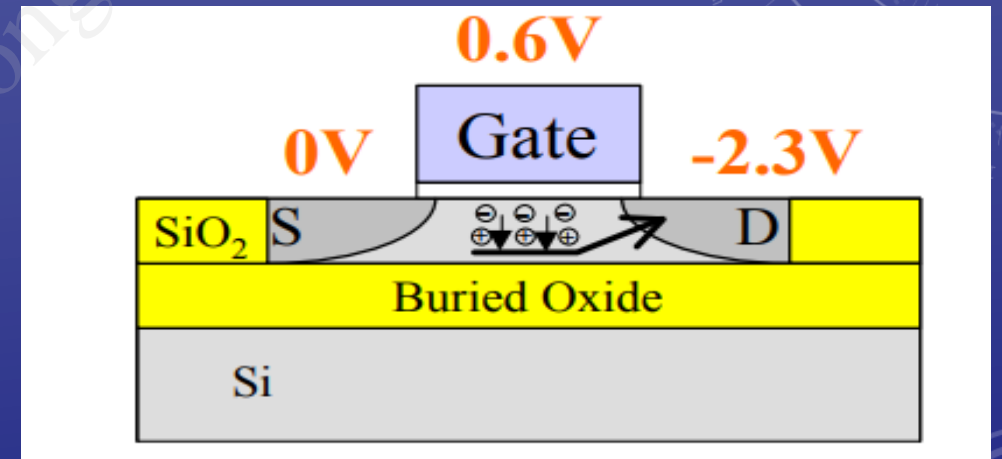 0.6V
0V
Gate
-2.3V
SiO₂
S
D
Buried Oxide
Si